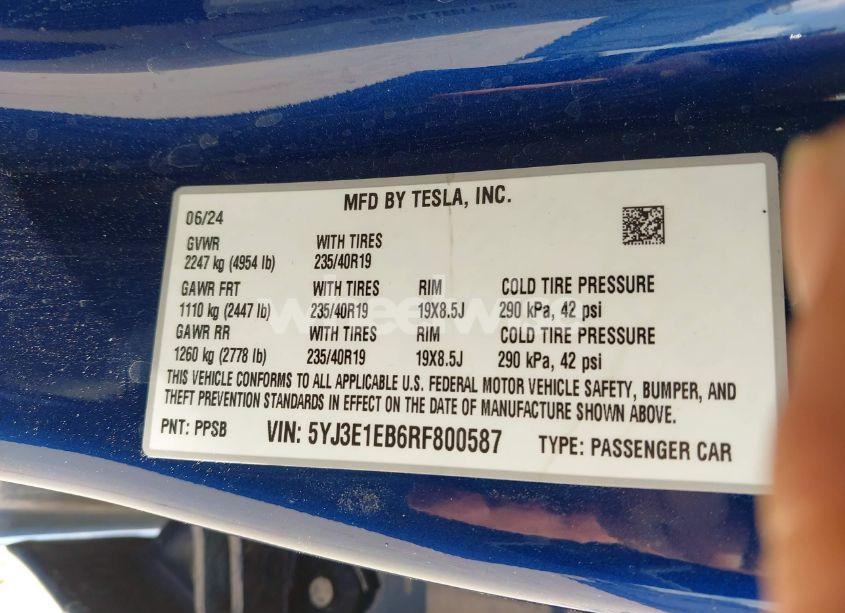 MFD BY TESLA, INC.
06/24
GVWR WITH TIRES
2247 kg (4954 lb) 235/40R19
GAWR FRT WITH TIRES RIM COLD TIRE PRESSURE
1110 kg (2447 lb) 235/40R19 19X8.5J 290 kPa, 42 psi
GAWR RR WITH TIRES RIM COLD TIRE PRESSURE
1260 kg (2778 lb) 235/40R19 19X8.5J 290 kPa, 42 psi
THIS VEHICLE CONFORMS TO ALL APPLICABLE U.S. FEDERAL MOTOR VEHICLE SAFETY, BUMPER, AND
THEFT PREVENTION STANDARDS IN EFFECT ON THE DATE OF MANUFACTURE SHOWN ABOVE.
PNT: PPSB VIN: 5YJ3E1EB6RF800587 TYPE: PASSENGER CAR